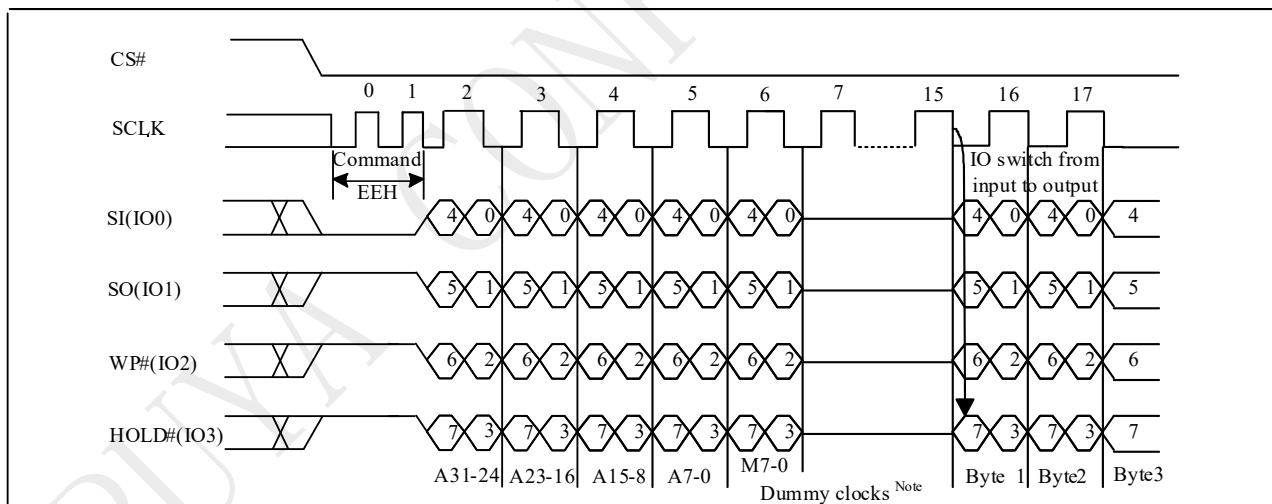 CS#
0 1 2 3 4 5 6 7 15 16 17
SCLK
Command
IO switch from
EEH
input to output
SI(IO0) 4 0 4 0 4 0 4 0 4 0 4 0 4 0 4
SO(IO1) 5 1 5 1 5 1 5 1 5 1 5 1 5 1 5
WP#(IO2) 6 2 6 2 6 2 6 2 6 2 6 2 6 2 6
HOLD#(IO3) 7 3 7 3 7 3 7 3 7 3 7 3 7 3 7
A31-24 A23-16 A15-8 A7-0 M7-0 Byte 1 Byte2 Byte3
Dummy clocks Note
PUYA CONF